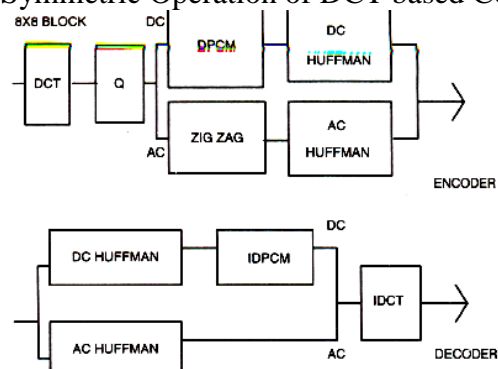 Symmetric Operation of DCT based Co
8X8 BLOCK
DC
DPCM
DC
HUFFMAN
DCT
Q
AC
ZIG ZAG
AC
HUFFMAN
ENCODER
DC
DC HUFFMAN
IDPCM
IDCT
AC HUFFMAN
AC
DECODER